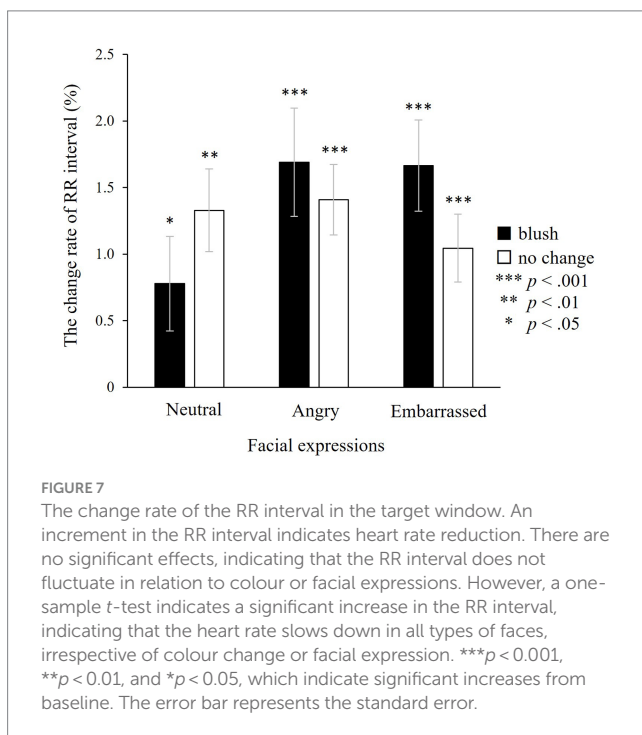 The change rate of RR interval (%)
2.5
2.0
1.5
1.0
0.5
0
***
***
***
**
***
*
***
Neutral
Angry
Embarrassed
Facial expressions
blush
no change
*** p < .001
** p < .01
* p < .05
FIGURE 7
The change rate of the RR interval in the target window. An
increment in the RR interval indicates heart rate reduction. There are
no significant effects, indicating that the RR interval does not
fluctuate in relation to colour or facial expressions. However, a one-
sample t-test indicates a significant increase in the RR interval,
indicating that the heart rate slows down in all types of faces,
irrespective of colour change or facial expression. ***p < 0.001,
**p < 0.01, and *p < 0.05, which indicate significant increases from
baseline. The error bar represents the standard error.